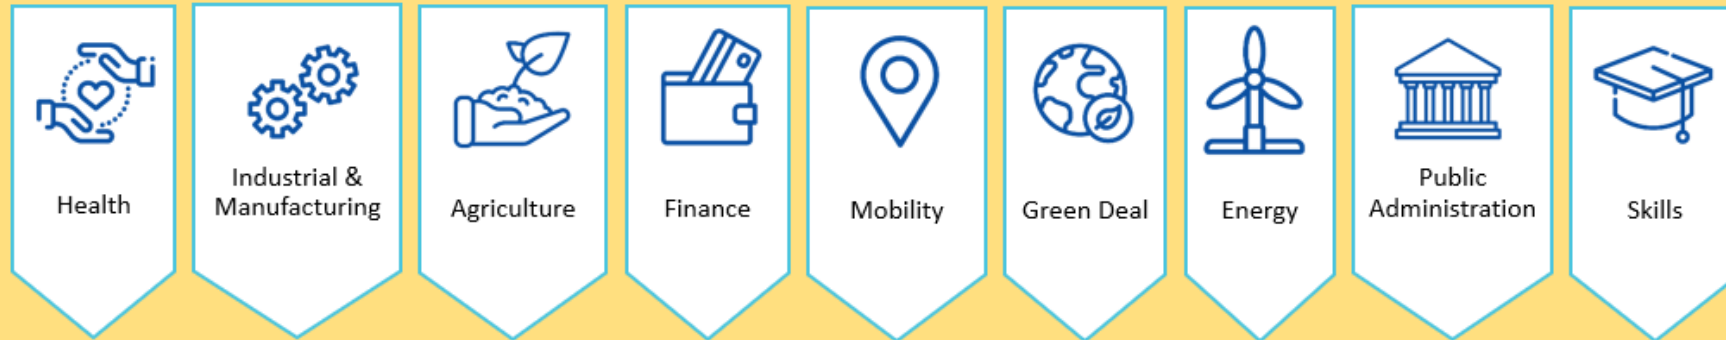 Health
Industrial &
Manufacturing
Agriculture
Finance
Mobility
Green Deal
Energy
Public
Administration
Skills